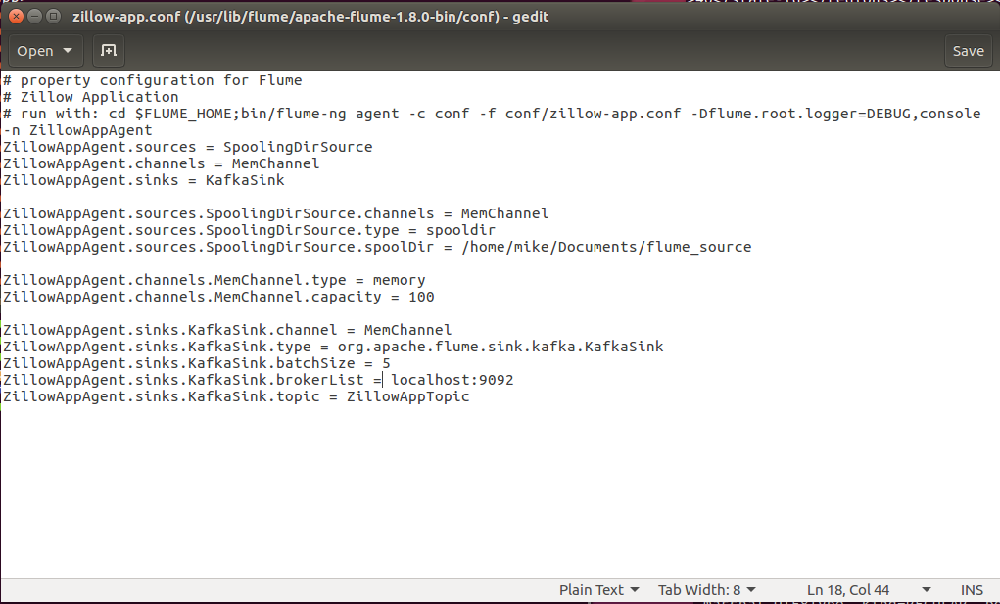 zillow-app.conf (/usr/lib/flume/apache-flume-1.8.0-bin/conf) - gedit
Open Save
# property configuration for Flume
# Zillow Application
# run with: cd $FLUME_HOME;bin/flume-ng agent -c conf -f conf/zillow-app.conf -Dflume.root.logger=DEBUG,console
-n ZillowAppAgent
ZillowAppAgent.sources = SpoolingDirSource
ZillowAppAgent.channels = MemChannel
ZillowAppAgent.sinks = KafkaSink
ZillowAppAgent.sources.SpoolingDirSource.channels = MemChannel
ZillowAppAgent.sources.SpoolingDirSource.type = spooldir
ZillowAppAgent.sources.SpoolingDirSource.spoolDir = /home/mike/Documents/flume_source
ZillowAppAgent.channels.MemChannel.type = memory
ZillowAppAgent.channels.MemChannel.capacity = 100
ZillowAppAgent.sinks.KafkaSink.channel = MemChannel
ZillowAppAgent.sinks.KafkaSink.type = org.apache.flume.sink.kafka.KafkaSink
ZillowAppAgent.sinks.KafkaSink.batchSize = 5
ZillowAppAgent.sinks.KafkaSink.brokerList = localhost:9092
ZillowAppAgent.sinks.KafkaSink.topic = ZillowAppTopic
Plain Text Tab Width: 8 Ln 18, Col 44 INS